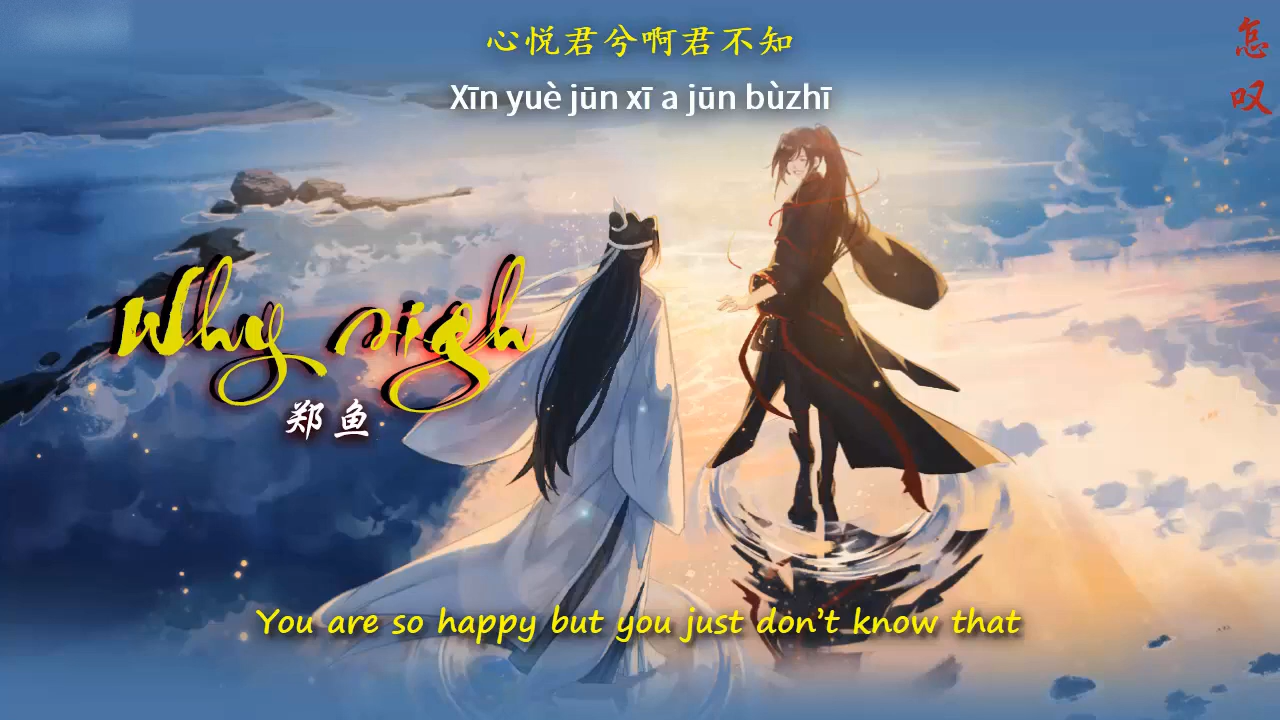 心悦君兮啊君不知
Xīn yuè jūn xī a jūn bùzhī
怎叹
Why sigh
郑鱼
You are so happy but you just don't know that